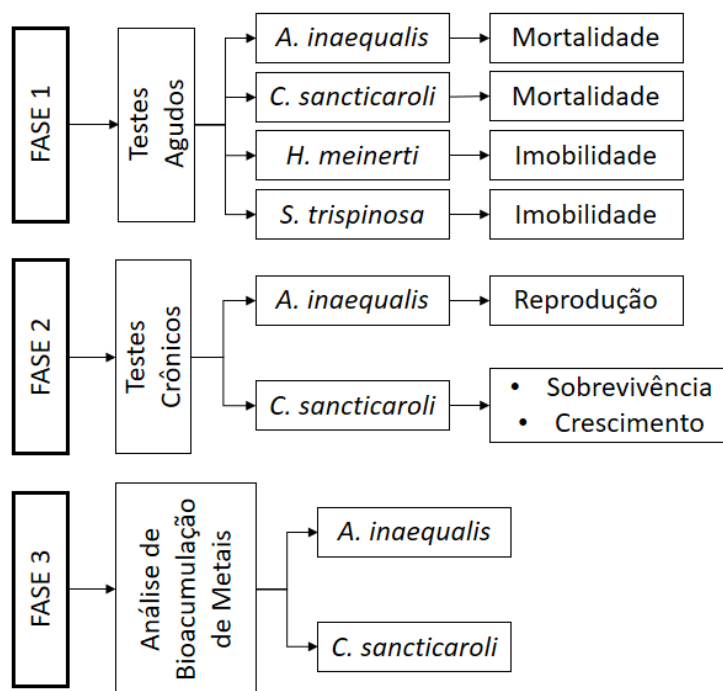 FASE 1
Testes
Agudos
A. inaequalis
Mortalidade
C. sancticaroli
Mortalidade
H. meinerti
Imobilidade
S. trispinosa
Imobilidade
FASE 2
Testes
Crônicos
A. inaequalis
Reprodução
C. sancticaroli
• Sobrevivência
• Crescimento
FASE 3
Análise de
Bioacumulação
de Metais
A. inaequalis
C. sancticaroli